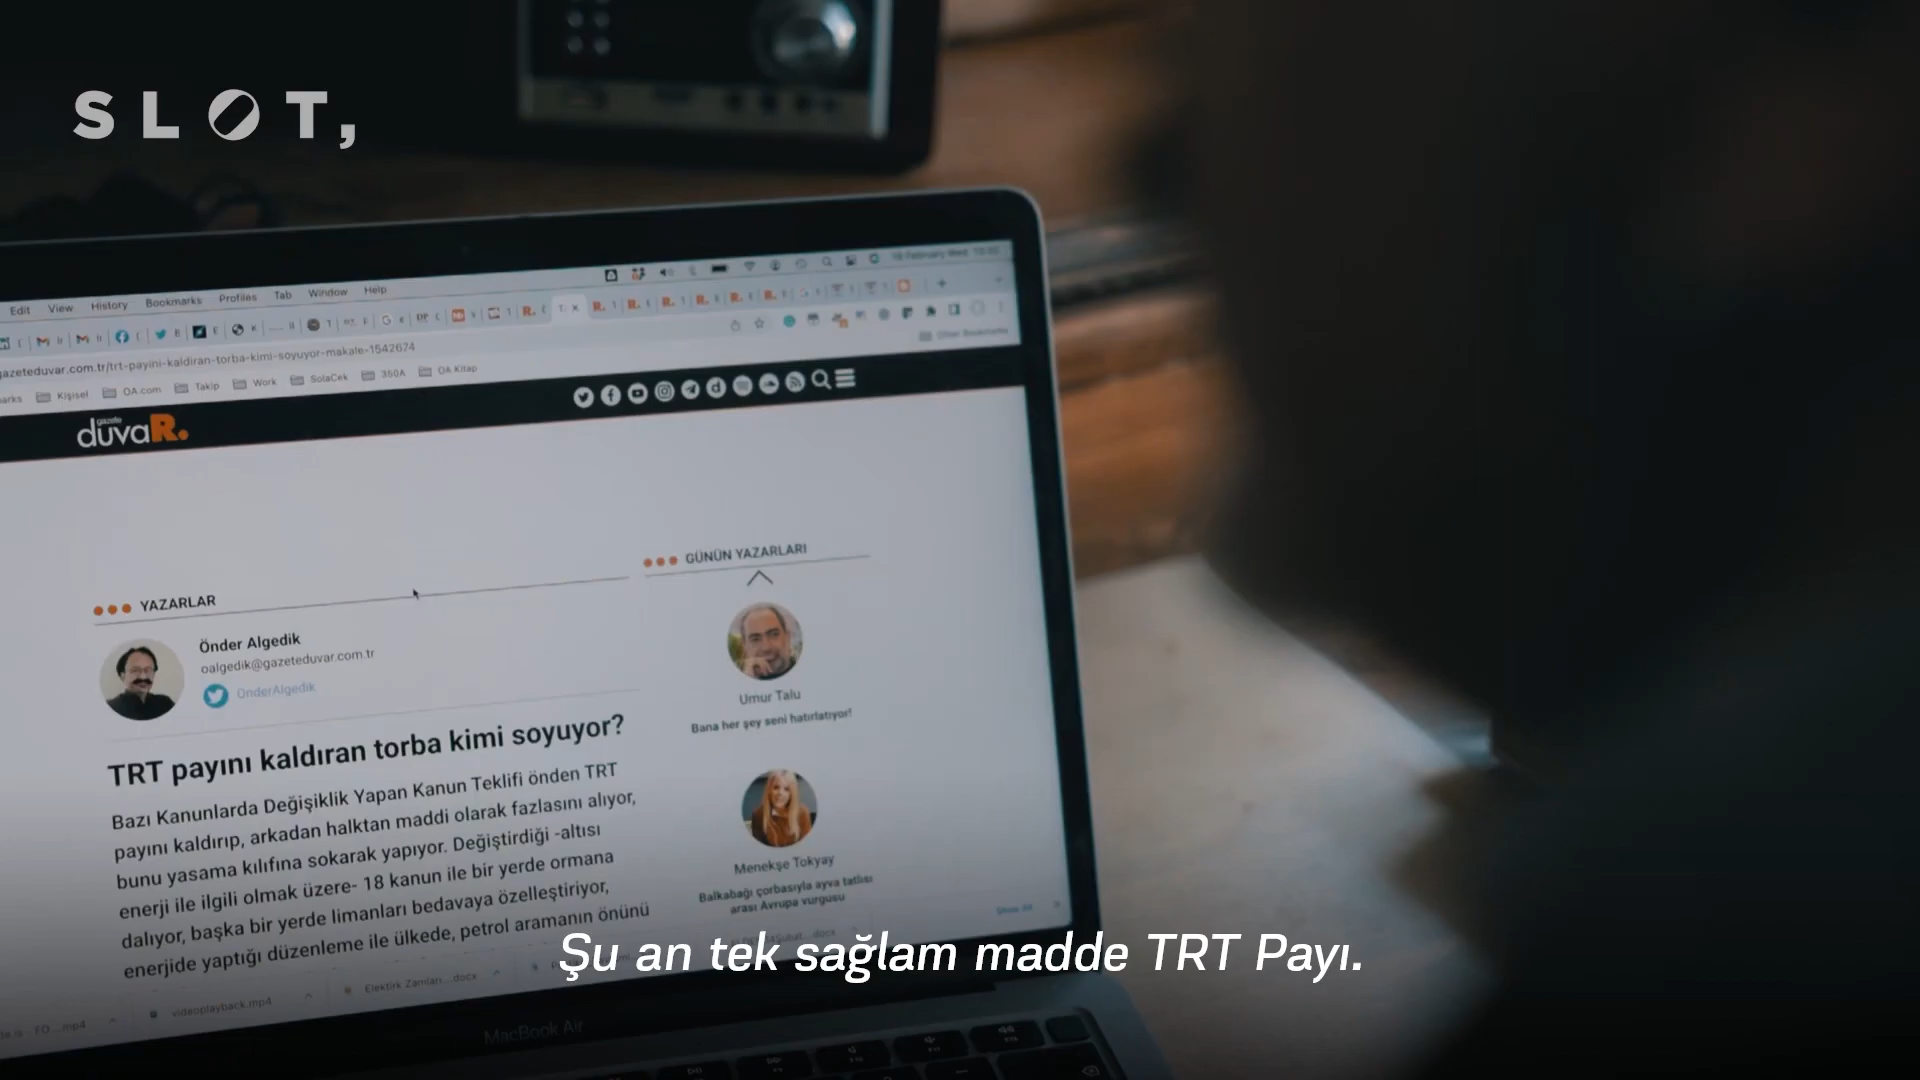 SLOT,
Edit View History Bookmarks Profiles Tab Window Help
gazeteduvar.com.tr/trt-payini-kaldiran-torba-kimi-soyuyor-makale-1542674
Kişisel OA.com Takip Work SolaCek 350A OA Kitap Other Bookmarks
gazete
duvaR.
GÜNÜN YAZARLARI
YAZARLAR
Önder Algedik
oalgedik@gazeteduvar.com.tr
OnderAlgedik
Umur Talu
Bana her şey seni hatırlatıyor!
TRT payını kaldıran torba kimi soyuyor?
Bazı Kanunlarda Değişiklik Yapan Kanun Teklifi önden TRT
payını kaldırıp, arkadan halktan maddi olarak fazlasını alıyor,
bunu yasama kılıfına sokarak yapıyor. Değiştirdiği -altısı
enerji ile ilgili olmak üzere- 18 kanun ile bir yerde ormana
dalıyor, başka bir yerde limanları bedavaya özelleştiriyor,
enerjide yaptığı düzenleme ile ülkede, petrol aramanın önünü
Menekşe Tokyay
Balkabağı çorbasıyla ayva tatlısı
arası Avrupa vurgusu
Show All
videoplayback.mp4
Elektirk Zamları....docx
MacBook Air
Şu an tek sağlam madde TRT Payı.